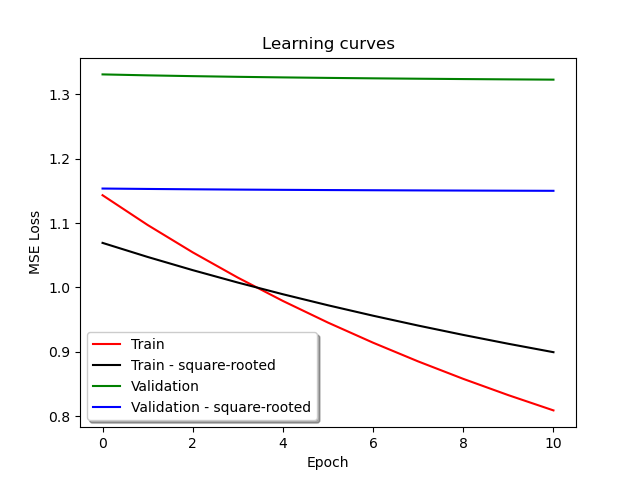 Learning curves
MSE Loss
1.3
1.2
1.1
1.0
0.9
0.8
Train
Train - square-rooted
Validation
Validation - square-rooted
0 2 4 6 8 10
Epoch